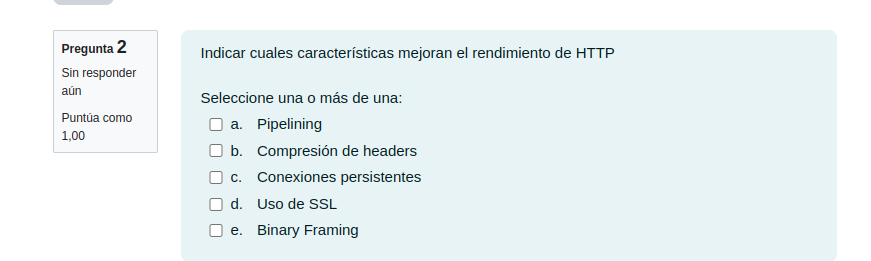 Pregunta 2
Sin responder
aún
Puntúa como
1,00
Indicar cuales características mejoran el rendimiento de HTTP
Seleccione una o más de una:
a. Pipelining
b. Compresión de headers
c. Conexiones persistentes
d. Uso de SSL
e. Binary Framing